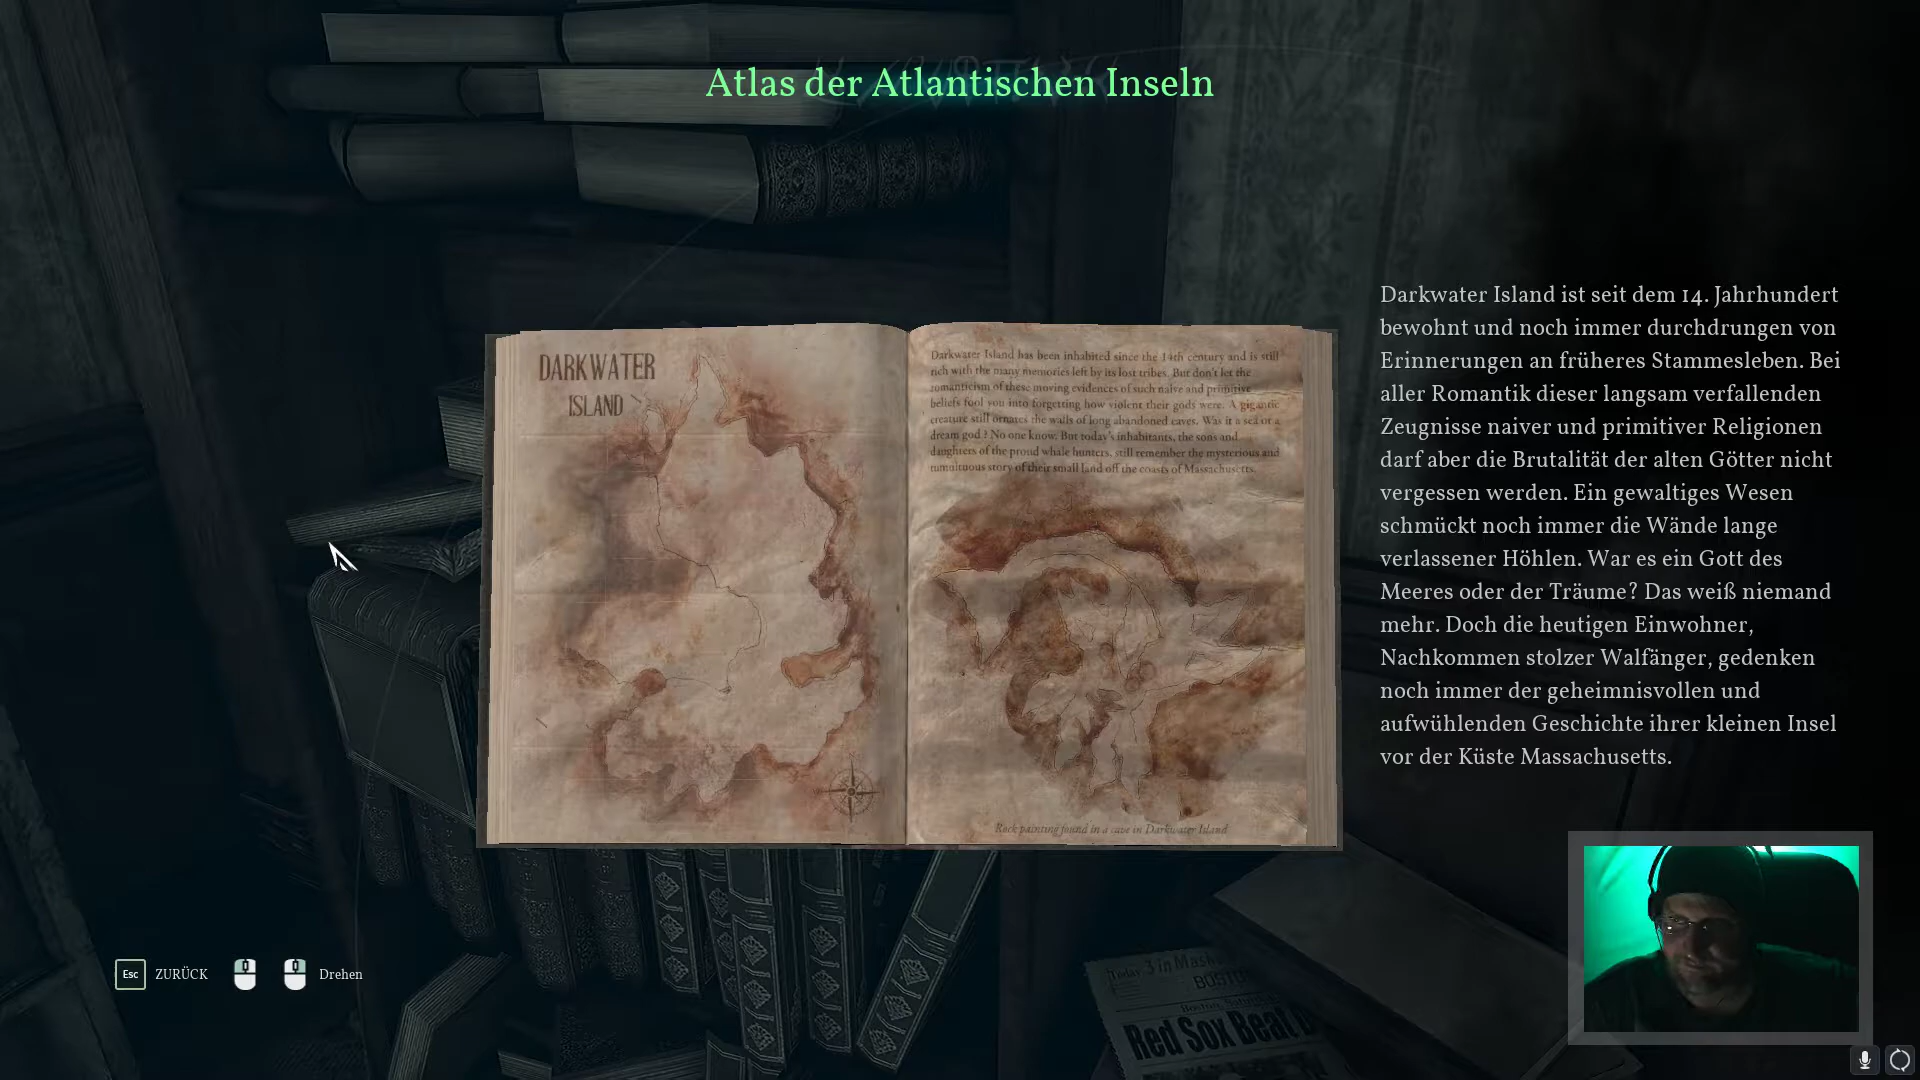 Atlas der Atlantischen Inseln
DARKWATER
ISLAND
Darkwater Island has been inhabited since the 14th century and is still
rich with the many memories left by its lost tribes. But don't let the
romanticism of these moving evidences of such naive and primitive
beliefs fool you into forgetting how violent their gods were. A gigantic
creature still ornates the walls of long abandoned caves. Was it a sea or a
dream god ? No one know. But today's inhabitants, the sons and
daughters of the proud whale hunters, still remember the mysterious and
tumultuous story of their small land off the coasts of Massachusetts.
Rock painting found in a cave in Darkwater Island
Darkwater Island ist seit dem 14. Jahrhundert
bewohnt und noch immer durchdrungen von
Erinnerungen an früheres Stammesleben. Bei
aller Romantik dieser langsam verfallenden
Zeugnisse naiver und primitiver Religionen
darf aber die Brutalität der alten Götter nicht
vergessen werden. Ein gewaltiges Wesen
schmückt noch immer die Wände lange
verlassener Höhlen. War es ein Gott des
Meeres oder der Träume? Das weiß niemand
mehr. Doch die heutigen Einwohner,
Nachkommen stolzer Walfänger, gedenken
noch immer der geheimnisvollen und
aufwühlenden Geschichte ihrer kleinen Insel
vor der Küste Massachusetts.
Esc ZURÜCK Drehen
Today: 3 in
Red Sox Beat